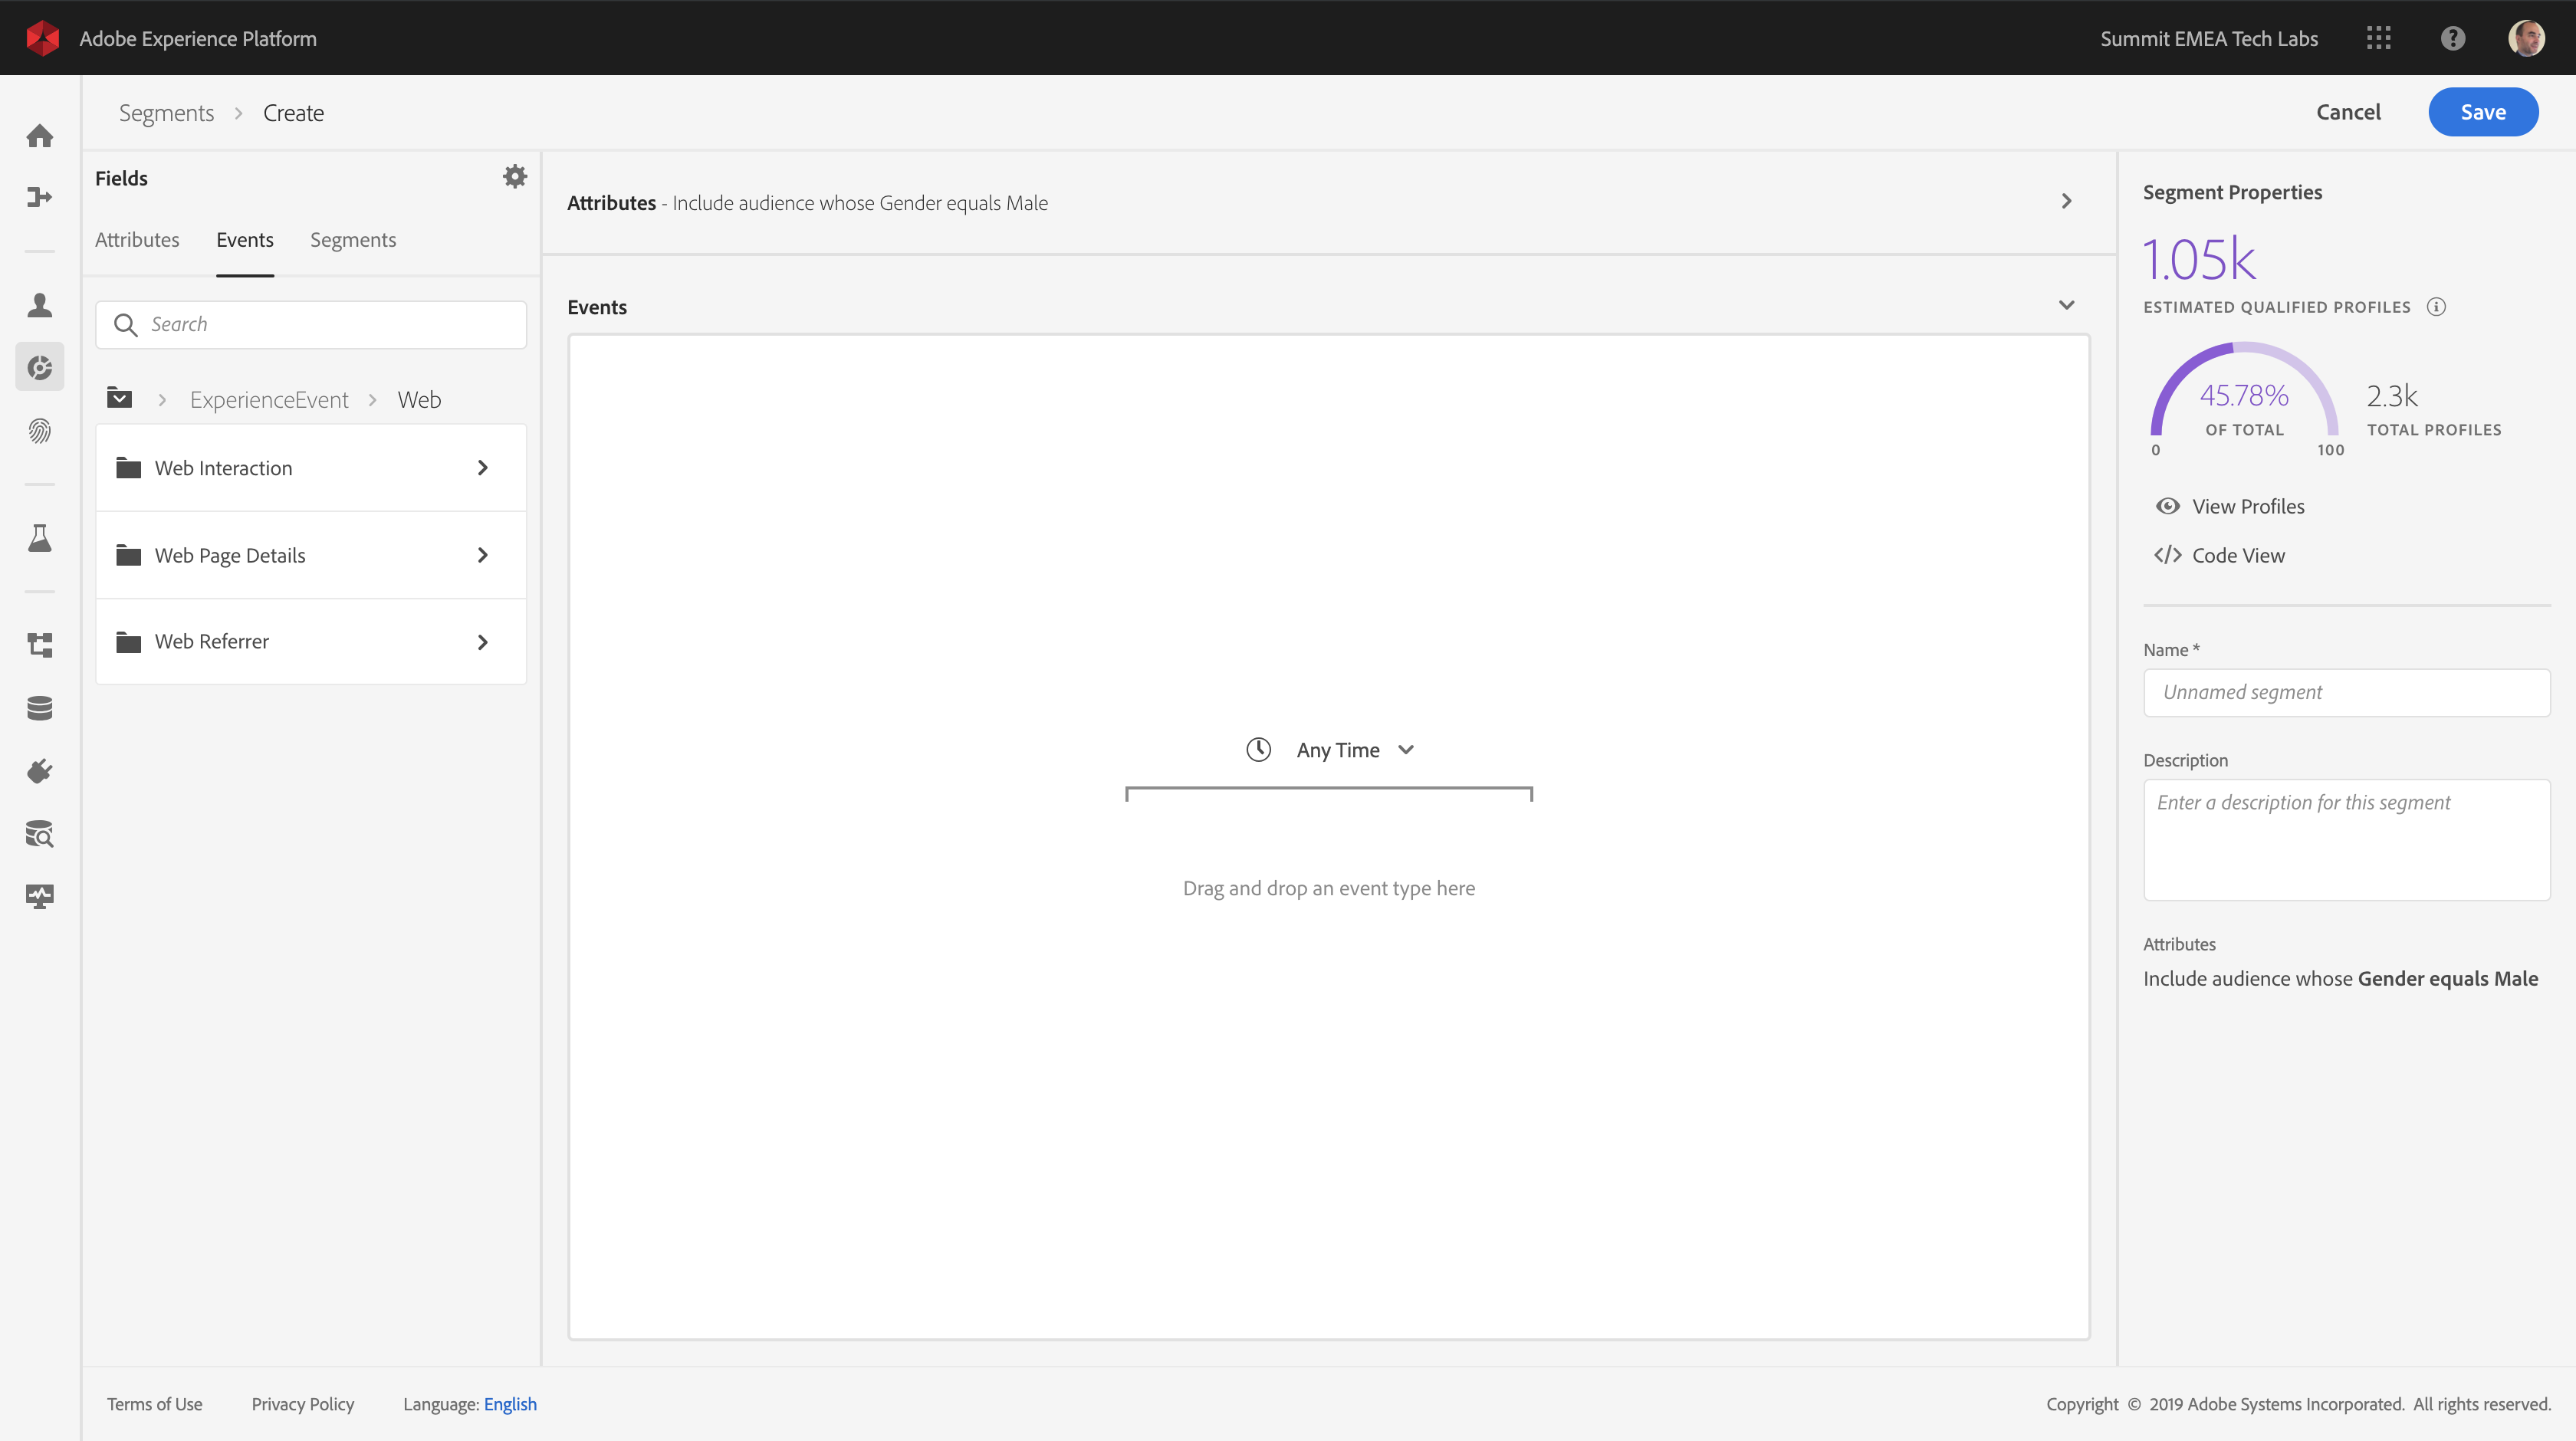 Adobe Experience Platform
Summit EMEA Tech Labs
Segments > Create
Cancel
Save
Fields
Attributes
Events
Segments
Search
ExperienceEvent > Web
Web Interaction
Web Page Details
Web Referrer
Attributes - Include audience whose Gender equals Male
Events
Any Time
Drag and drop an event type here
Segment Properties
1.05k
ESTIMATED QUALIFIED PROFILES
45.78%
OF TOTAL
0
100
2.3k
TOTAL PROFILES
View Profiles
</> Code View
Name *
Unnamed segment
Description
Enter a description for this segment
Attributes
Include audience whose Gender equals Male
Terms of Use
Privacy Policy
Language: English
Copyright © 2019 Adobe Systems Incorporated. All rights reserved.